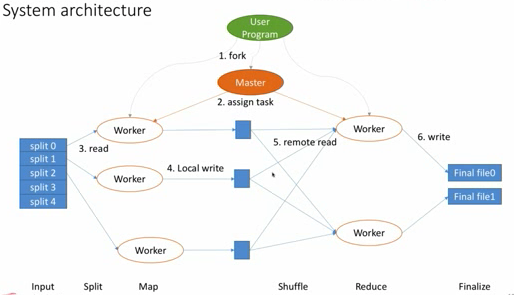 System architecture
User
Program
1. fork
Master
2. assign task
Worker
Worker
3. read
5. remote read
6. write
split 0
split 1
split 2
split 3
split 4
4. Local write
Worker
Final file0
Final file1
Worker
Worker
Input
Split
Map
Shuffle
Reduce
Finalize